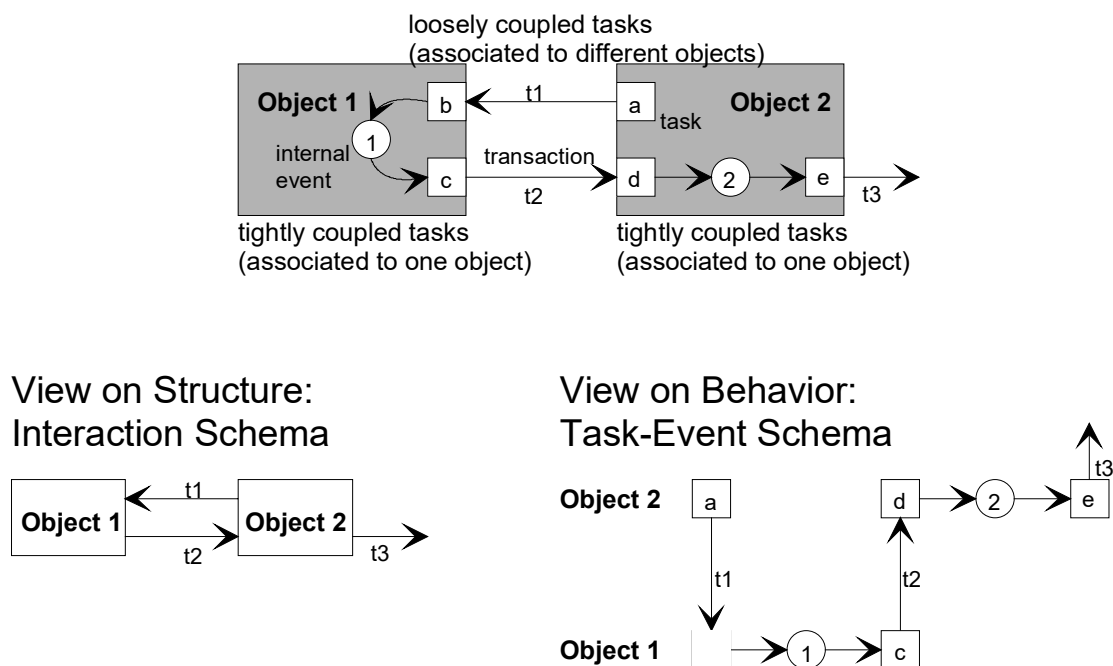 loosely coupled tasks
(associated to different objects)
Object 1
b
t1
a
Object 2
task
1
internal
event
c
transaction
t2
d
2
e
t3
tightly coupled tasks
(associated to one object)
tightly coupled tasks
(associated to one object)
View on Structure:
Interaction Schema
t1
Object 1
Object 2
t2
t3
View on Behavior:
Task-Event Schema
t3
Object 2
a
d
2
e
t1
t2
Object 1
1
c